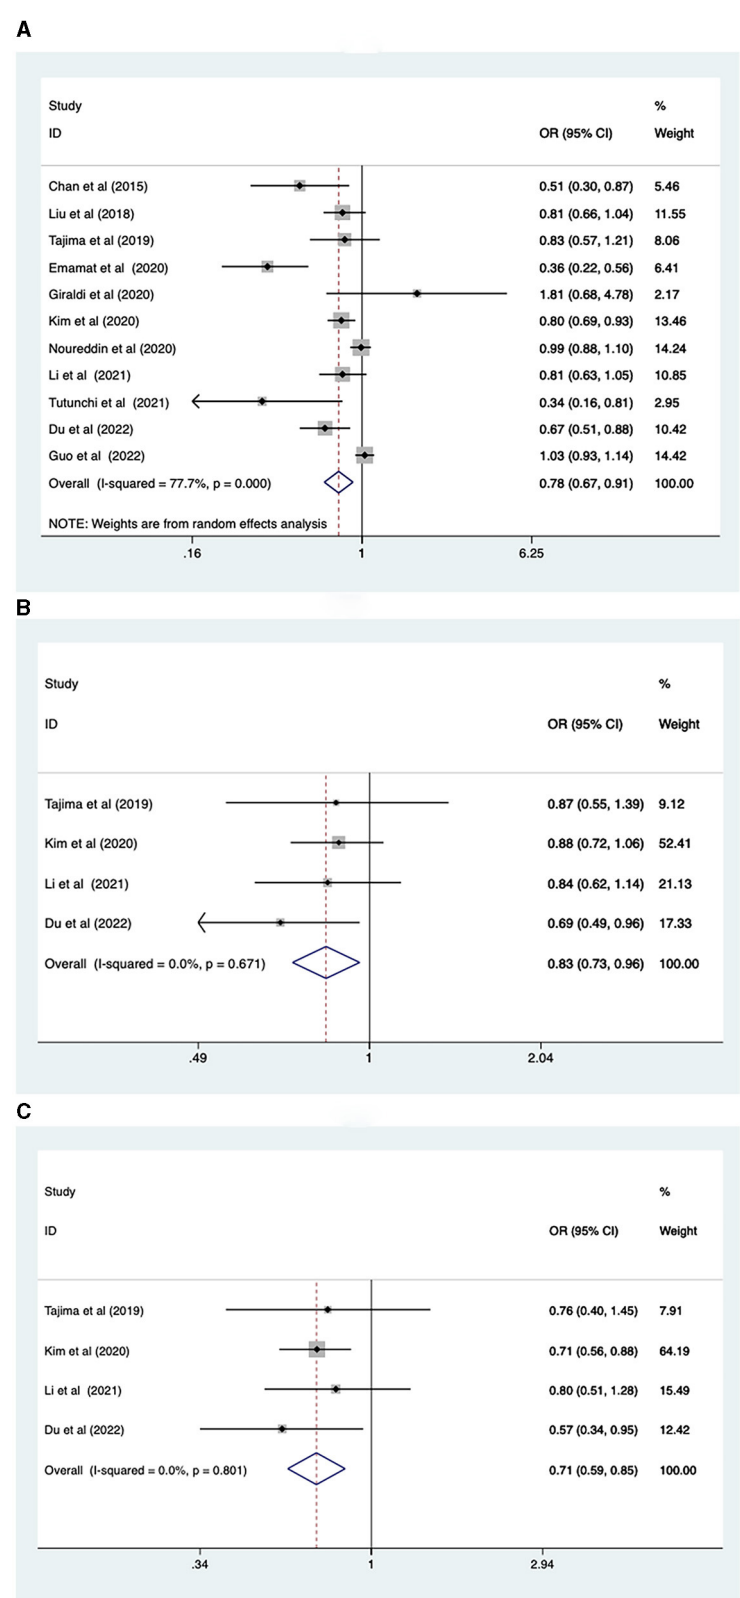 A
Study %
ID OR (95% CI) Weight
Chan et al (2015) 0.51 (0.30, 0.87) 5.46
Liu et al (2018) 0.81 (0.66, 1.04) 11.55
Tajima et al (2019) 0.83 (0.57, 1.21) 8.06
Emamat et al (2020) 0.36 (0.22, 0.56) 6.41
Giraldi et al (2020) 1.81 (0.68, 4.78) 2.17
Kim et al (2020) 0.80 (0.69, 0.93) 13.46
Noureddin et al (2020) 0.99 (0.88, 1.10) 14.24
Li et al (2021) 0.81 (0.63, 1.05) 10.85
Tutunchi et al (2021) 0.34 (0.16, 0.81) 2.95
Du et al (2022) 0.67 (0.51, 0.88) 10.42
Guo et al (2022) 1.03 (0.93, 1.14) 14.42
Overall (I-squared = 77.7%, p = 0.000) 0.78 (0.67, 0.91) 100.00
NOTE: Weights are from random effects analysis
.16 1 6.25
B
Study %
ID OR (95% CI) Weight
Tajima et al (2019) 0.87 (0.55, 1.39) 9.12
Kim et al (2020) 0.88 (0.72, 1.06) 52.41
Li et al (2021) 0.84 (0.62, 1.14) 21.13
Du et al (2022) 0.69 (0.49, 0.96) 17.33
Overall (I-squared = 0.0%, p = 0.671) 0.83 (0.73, 0.96) 100.00
.49 1 2.04
C
Study %
ID OR (95% CI) Weight
Tajima et al (2019) 0.76 (0.40, 1.45) 7.91
Kim et al (2020) 0.71 (0.56, 0.88) 64.19
Li et al (2021) 0.80 (0.51, 1.28) 15.49
Du et al (2022) 0.57 (0.34, 0.95) 12.42
Overall (I-squared = 0.0%, p = 0.801) 0.71 (0.59, 0.85) 100.00
.34 1 2.94